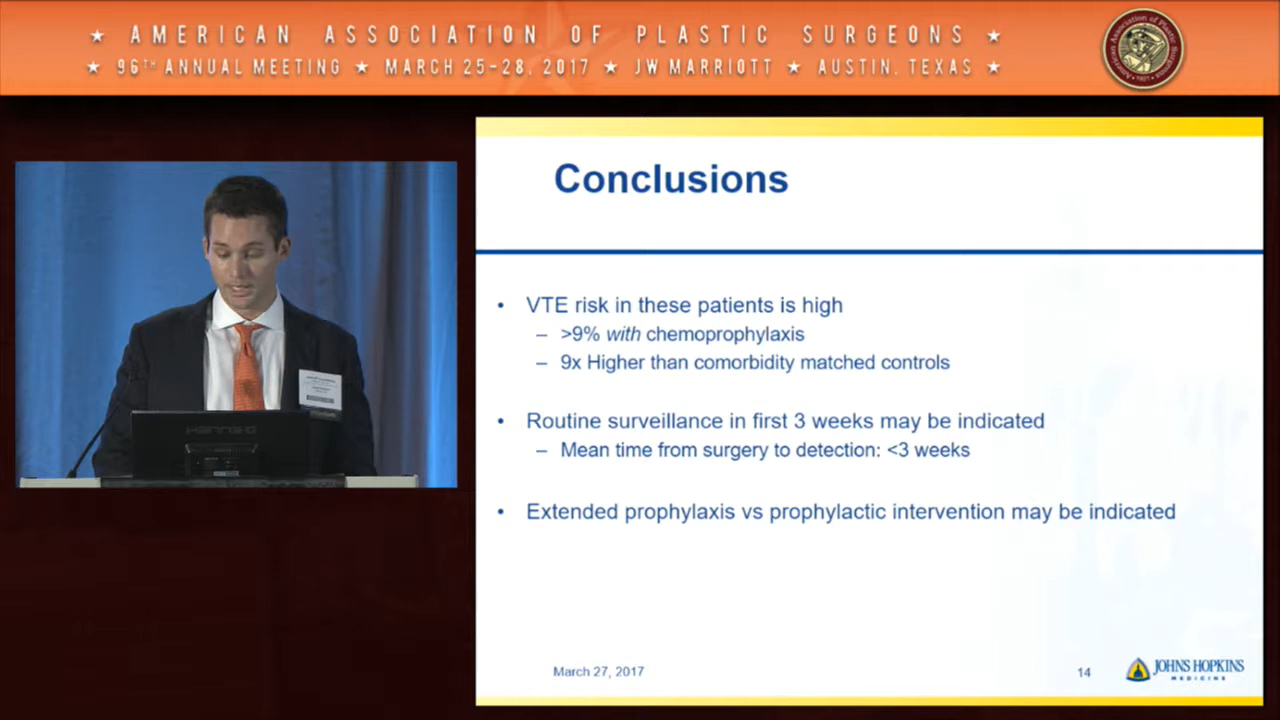 ★ AMERICAN ASSOCIATION OF PLASTIC SURGEONS ★
★ 96TH ANNUAL MEETING ★ MARCH 25-28, 2017 ★ JW MARRIOTT ★ AUSTIN, TEXAS ★
Conclusions
• VTE risk in these patients is high
– >9% with chemoprophylaxis
– 9x Higher than comorbidity matched controls
• Routine surveillance in first 3 weeks may be indicated
– Mean time from surgery to detection: <3 weeks
• Extended prophylaxis vs prophylactic intervention may be indicated
March 27, 2017
14
JOHNS HOPKINS
MEDICINE